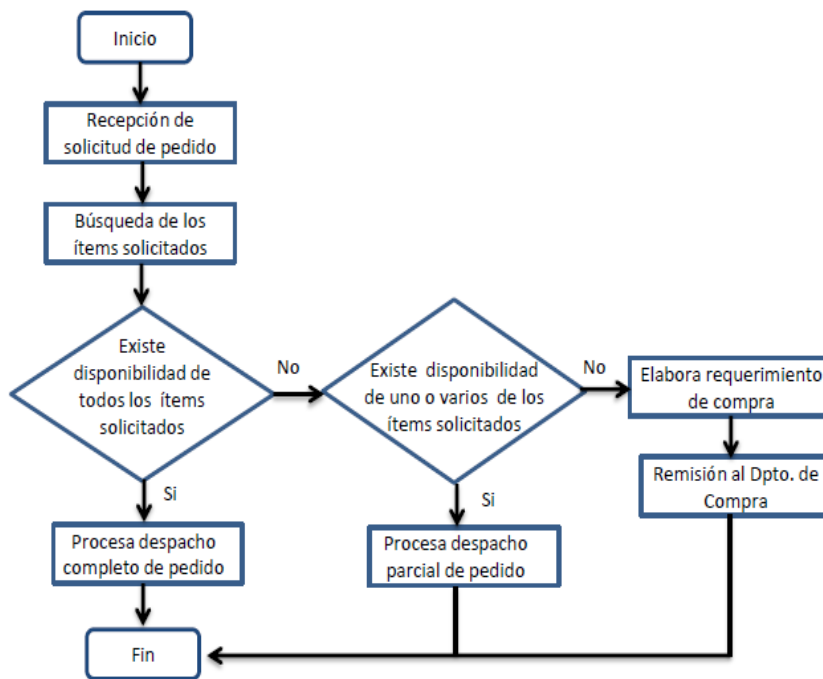 Inicio
Recepción de
solicitud de pedido
Búsqueda de los
ítems solicitados
Existe
disponibilidad de
todos los ítems
solicitados
No
Existe disponibilidad
de uno o varios de los
ítems solicitados
No
Elabora requerimiento
de compra
Remisión al Dpto. de
Compra
Si
Procesa despacho
completo de pedido
Si
Procesa despacho
parcial de pedido
Fin